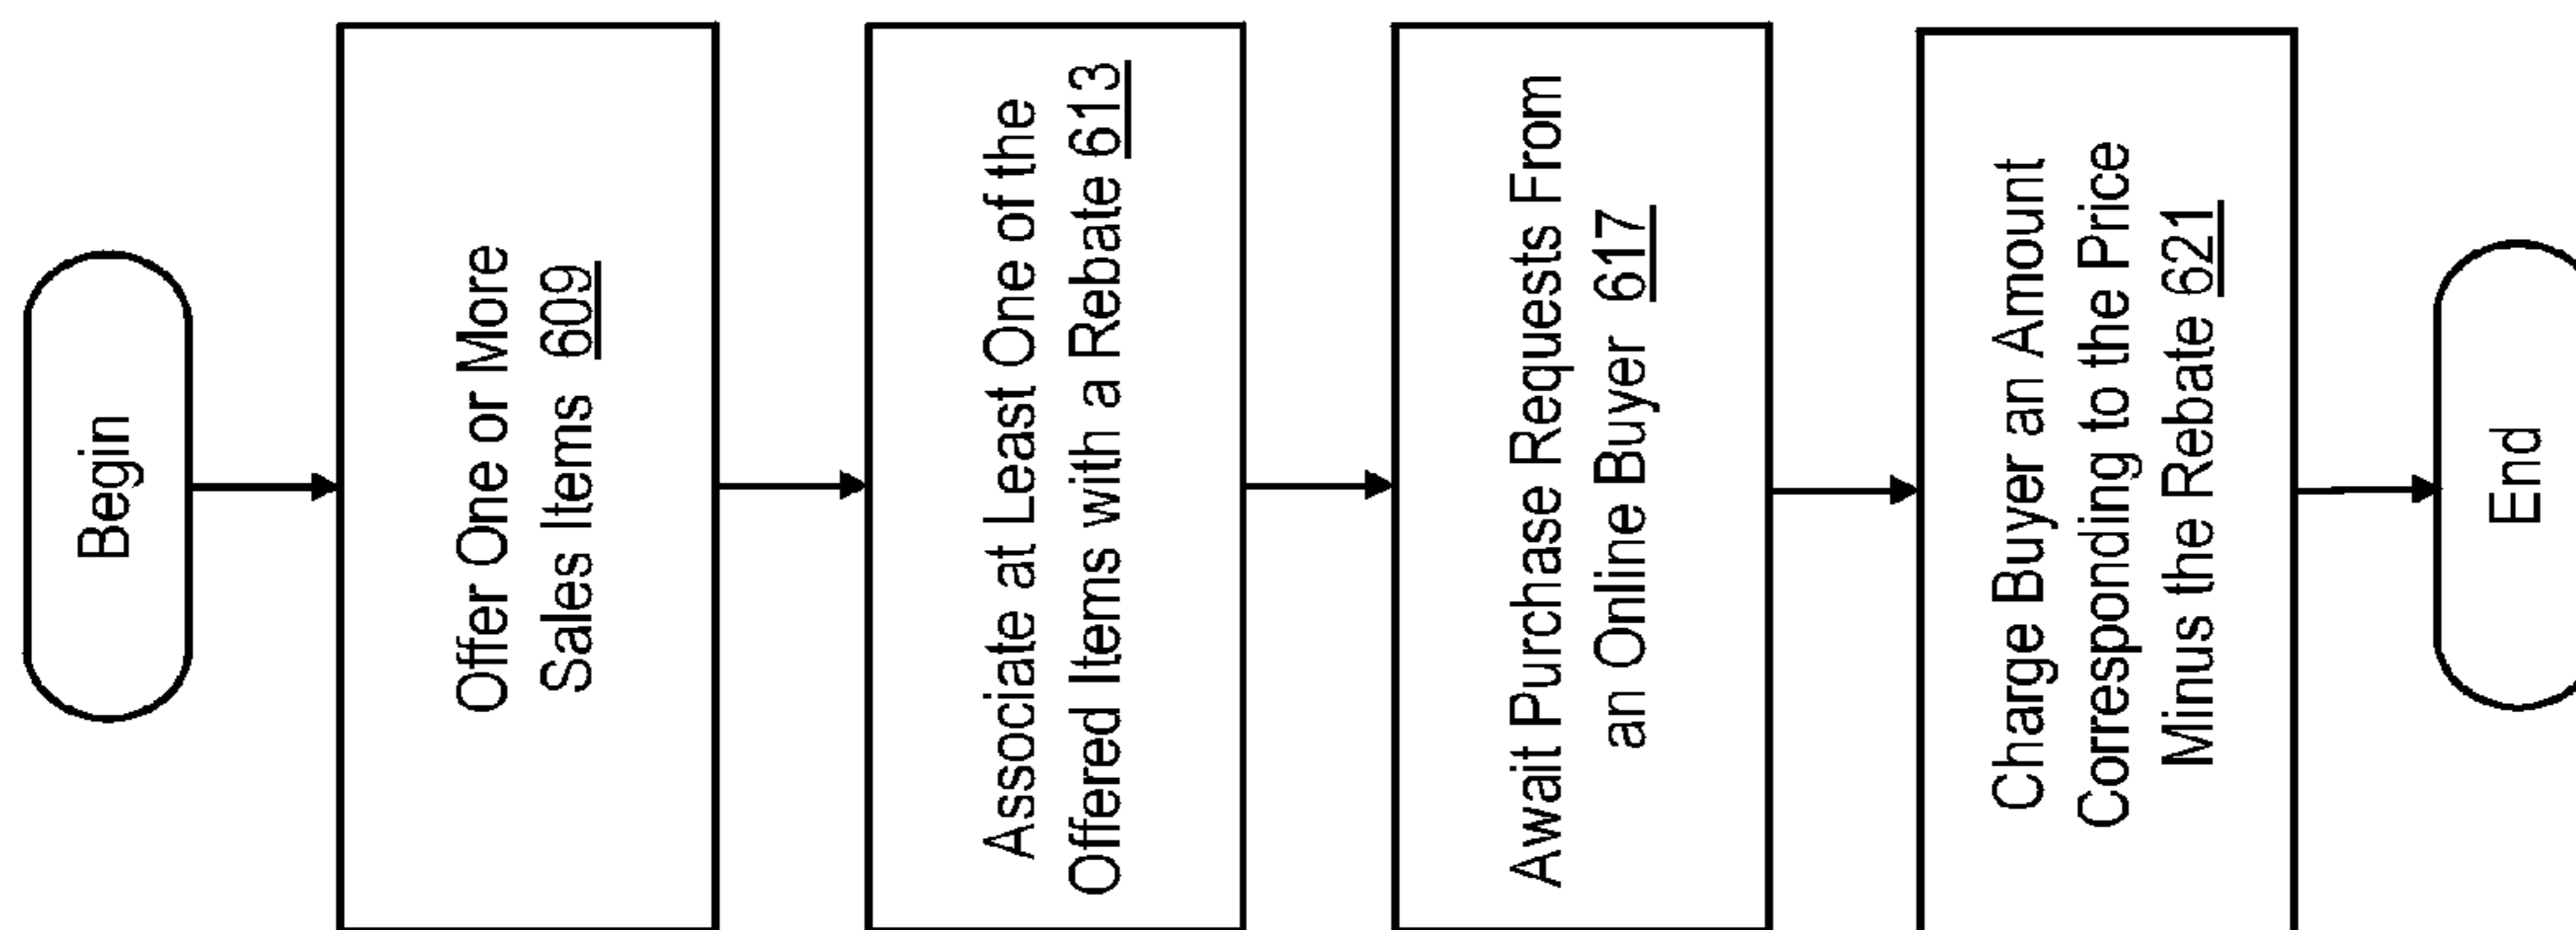 Begin
Offer One or More
Sales Items 609
Associate at Least One of the
Offered Items with a Rebate 613
Await Purchase Requests From
an Online Buyer 617
Charge Buyer an Amount
Corresponding to the Price
Minus the Rebate 621
End